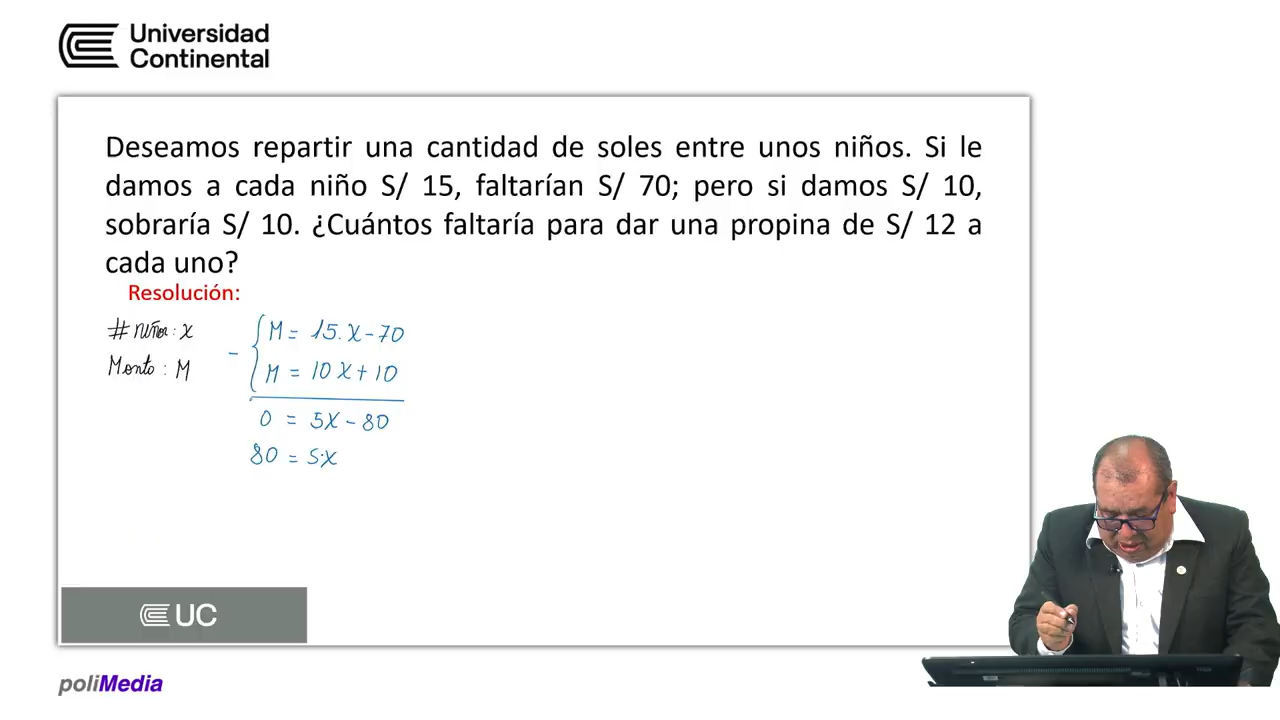 Universidad
Continental
Deseamos repartir una cantidad de soles entre unos niños. Si le
damos a cada niño S/ 15, faltarían S/ 70; pero si damos S/ 10,
sobraría S/ 10. ¿Cuántos faltaría para dar una propina de S/ 12 a
cada uno?
Resolución:
# niños: x
Monto: M
- { M = 15.x - 70
M = 10x + 10
0 = 5x - 80
80 = 5.x
UC
poliMedia